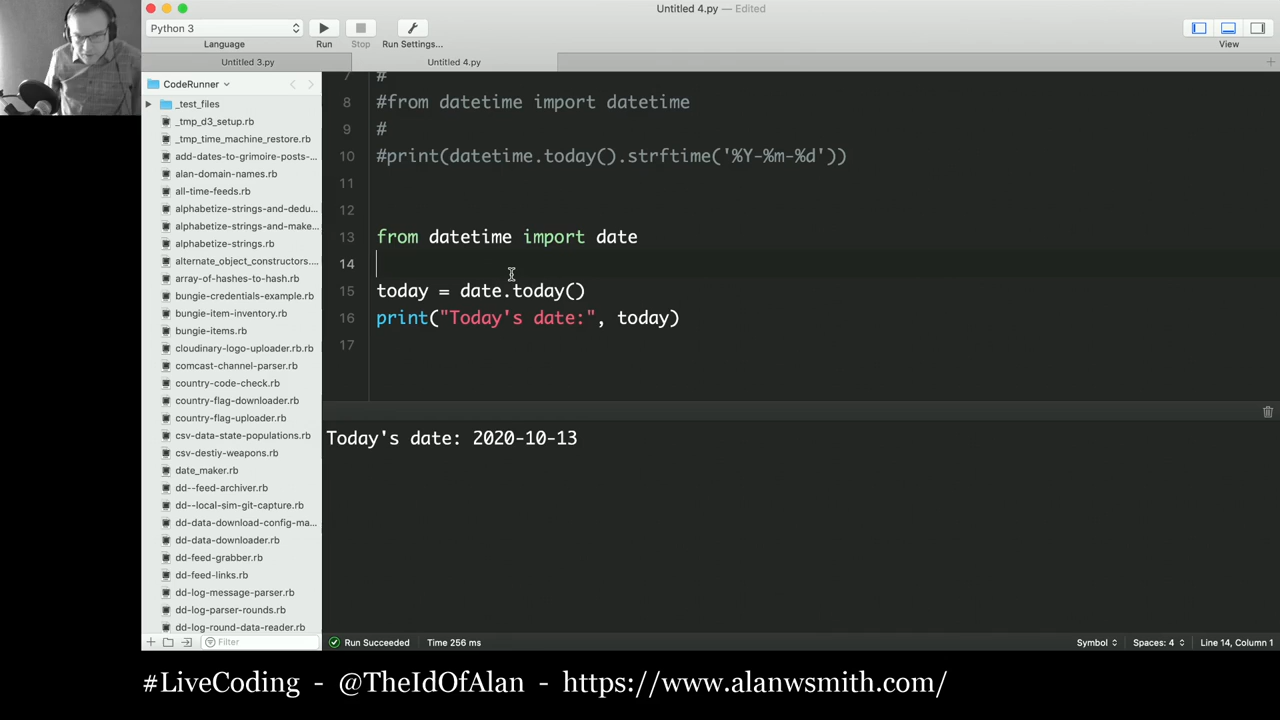 Untitled 4.py — Edited
Python 3
Language
Run
Stop
Run Settings...
View
Untitled 3.py
Untitled 4.py
CodeRunner
_test_files
_tmp_d3_setup.rb
_tmp_time_machine_restore.rb
add-dates-to-grimoire-posts-...
alan-domain-names.rb
all-time-feeds.rb
alphabetize-strings-and-dedu...
alphabetize-strings-and-make...
alphabetize-strings.rb
alternate_object_constructors....
array-of-hashes-to-hash.rb
bungie-credentials-example.rb
bungie-item-inventory.rb
bungie-items.rb
cloudinary-logo-uploader.rb.rb
comcast-channel-parser.rb
country-code-check.rb
country-flag-downloader.rb
country-flag-uploader.rb
csv-data-state-populations.rb
csv-destiy-weapons.rb
date_maker.rb
dd--feed-archiver.rb
dd--local-sim-git-capture.rb
dd-data-download-config-ma...
dd-data-downloader.rb
dd-feed-grabber.rb
dd-feed-links.rb
dd-log-message-parser.rb
dd-log-parser-rounds.rb
dd-log-round-data-reader.rb
Filter
7 #
8 #from datetime import datetime
9 #
10 #print(datetime.today().strftime('%Y-%m-%d'))
11
12
13 from datetime import date
14
15 today = date.today()
16 print("Today's date:", today)
17
Today's date: 2020-10-13
Run Succeeded Time 256 ms
Symbol Spaces: 4 Line 14, Column 1
#LiveCoding - @TheIdOfAlan - https://www.alanwsmith.com/